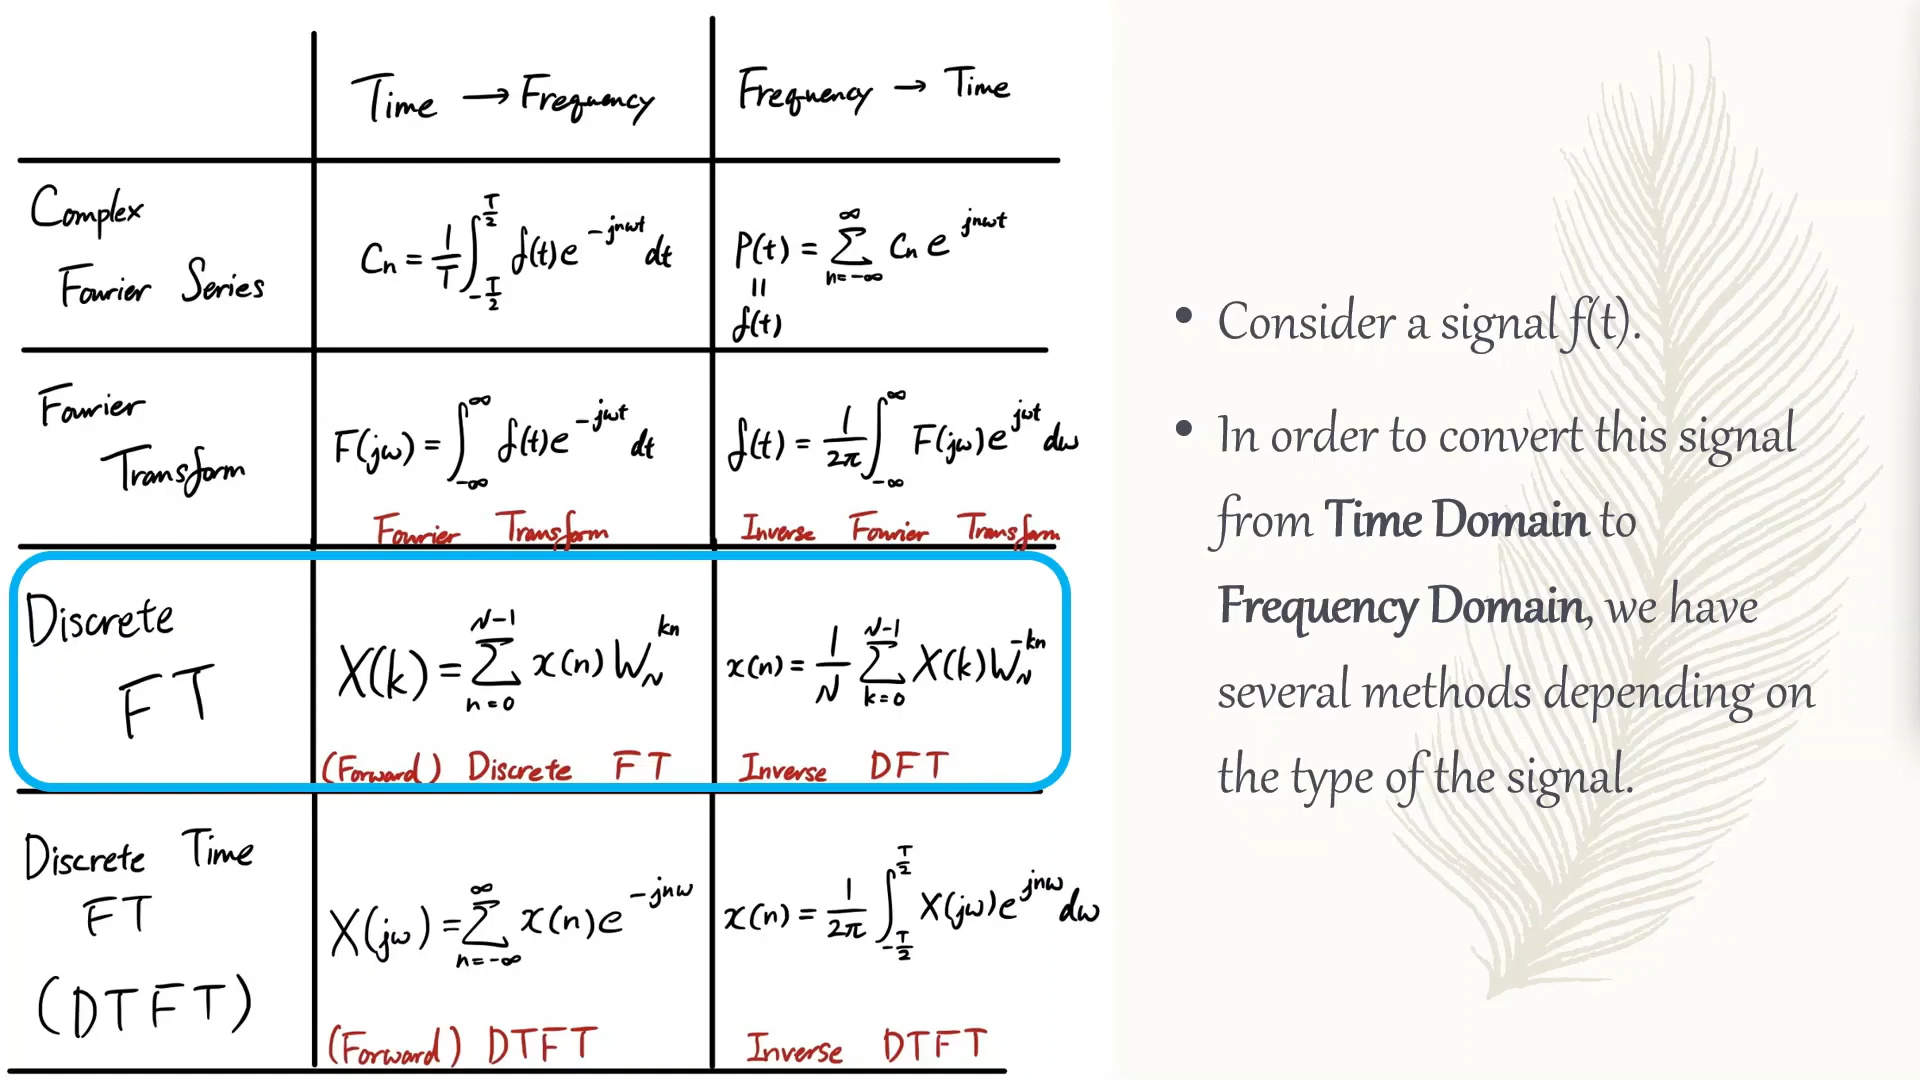 Time → Frequency
Frequency → Time
Complex
Fourier Series
Cn = 1/T ∫_{-T/2}^{T/2} f(t)e^{-jnωt} dt
P(t) = Σ_{n=-∞}^{∞} Cn e^{jnωt}
=
f(t)
Fourier
Transform
F(jω) = ∫_{-∞}^{∞} f(t)e^{-jωt} dt
Fourier Transform
f(t) = 1/2π ∫_{-∞}^{∞} F(jω)e^{jωt} dω
Inverse Fourier Transform
Discrete
FT
X(k) = Σ_{n=0}^{N-1} x(n) W_N^{kn}
(Forward) Discrete FT
x(n) = 1/N Σ_{k=0}^{N-1} X(k) W_N^{-kn}
Inverse DFT
Discrete Time
FT
(DTFT)
X(jω) = Σ_{n=-∞}^{∞} x(n)e^{-jnω}
(Forward) DTFT
x(n) = 1/2π ∫_{-T/2}^{T/2} X(jω)e^{jnω} dω
Inverse DTFT
• Consider a signal f(t).
• In order to convert this signal
from Time Domain to
Frequency Domain, we have
several methods depending on
the type of the signal.